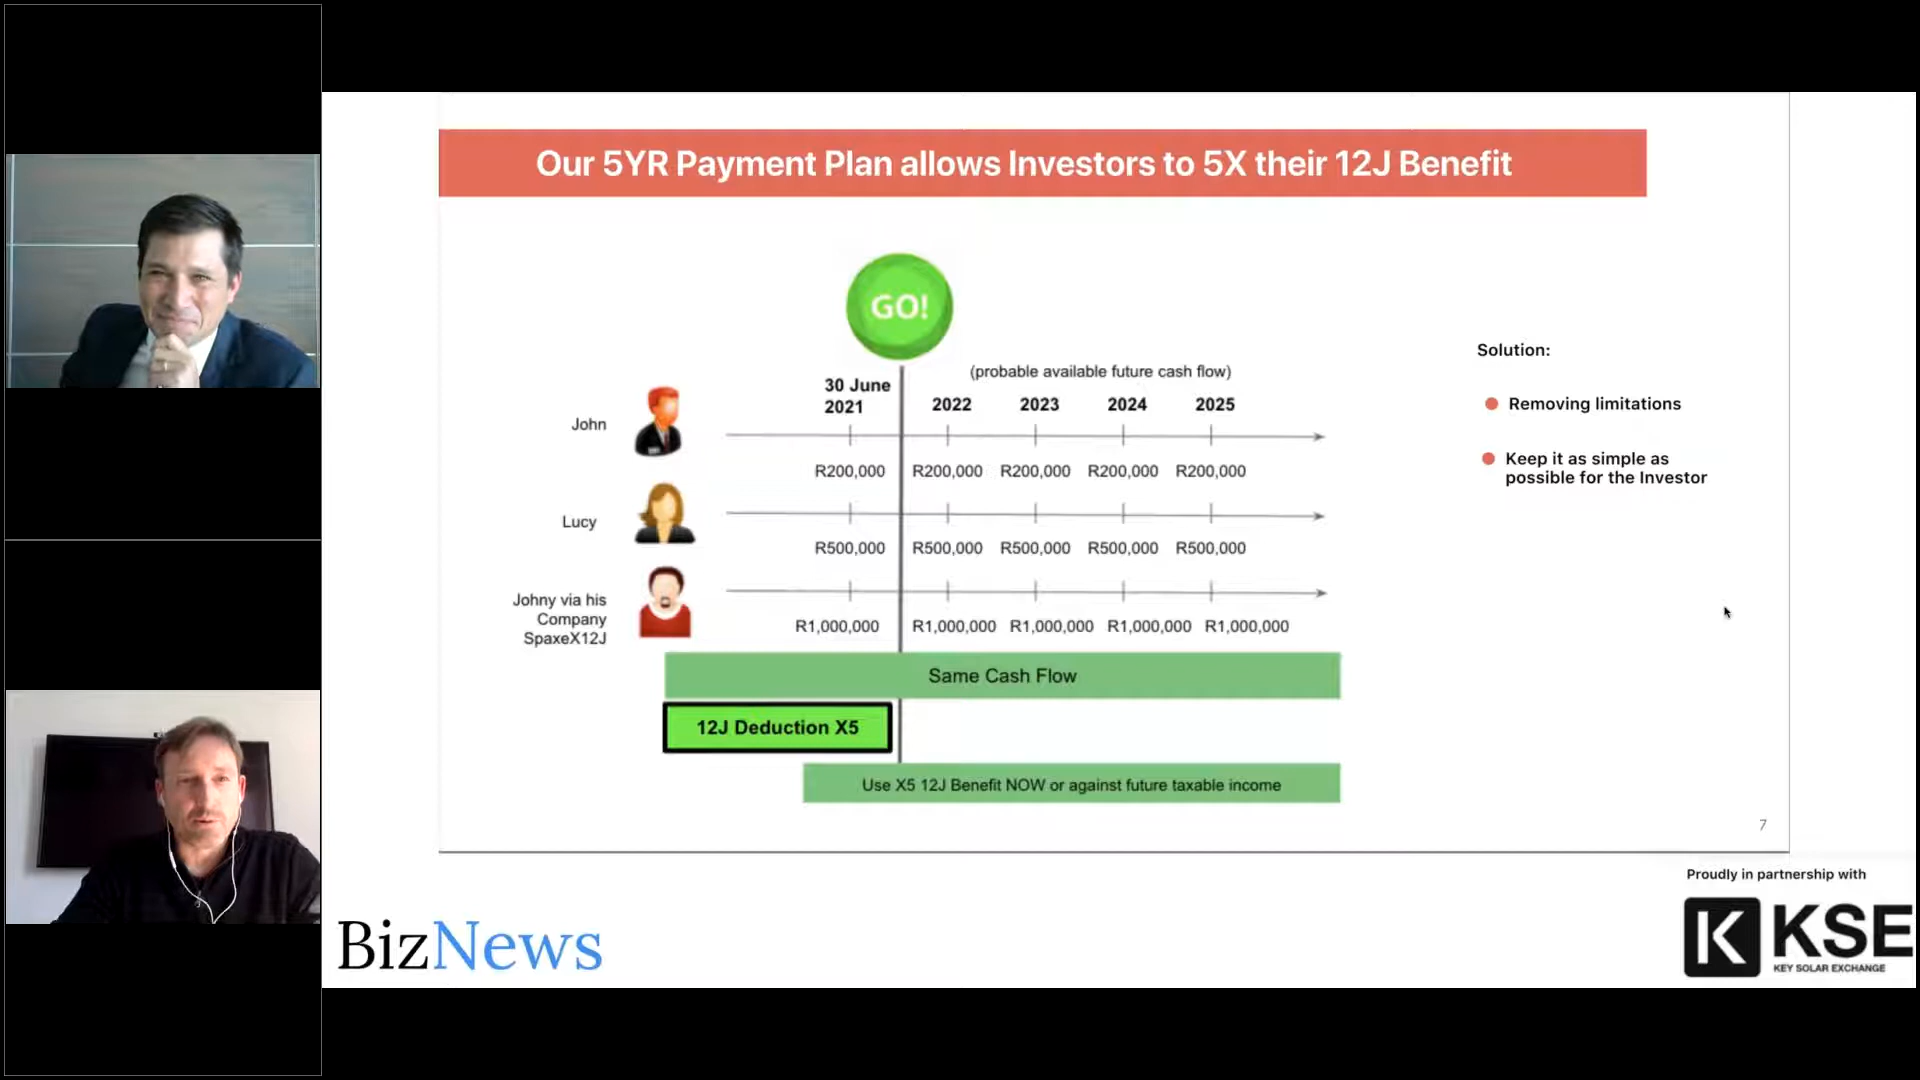 Our 5YR Payment Plan allows Investors to 5X their 12J Benefit
GO!
(probable available future cash flow)
30 June
2021
2022 2023 2024 2025
John
R200,000 R200,000 R200,000 R200,000 R200,000
Lucy
R500,000 R500,000 R500,000 R500,000 R500,000
Johny via his
Company
SpaxeX12J
R1,000,000 R1,000,000 R1,000,000 R1,000,000 R1,000,000
Same Cash Flow
12J Deduction X5
Use X5 12J Benefit NOW or against future taxable income
Solution:
Removing limitations
Keep it as simple as
possible for the Investor
7
BizNews
Proudly in partnership with
K KSE
KEY SOLAR EXCHANGE